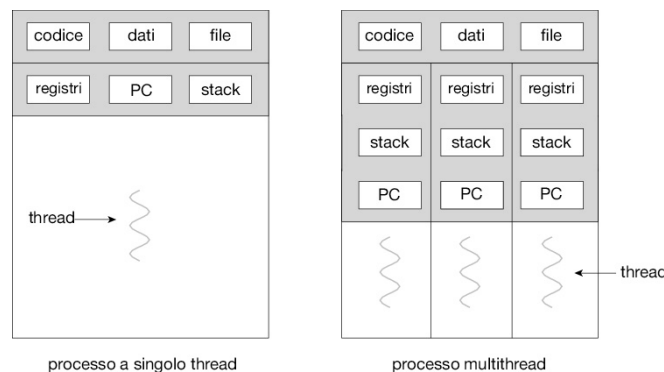 codice dati file
registri PC stack
thread
processo a singolo thread
codice dati file
registri registri registri
stack stack stack
PC PC PC
thread
processo multithread